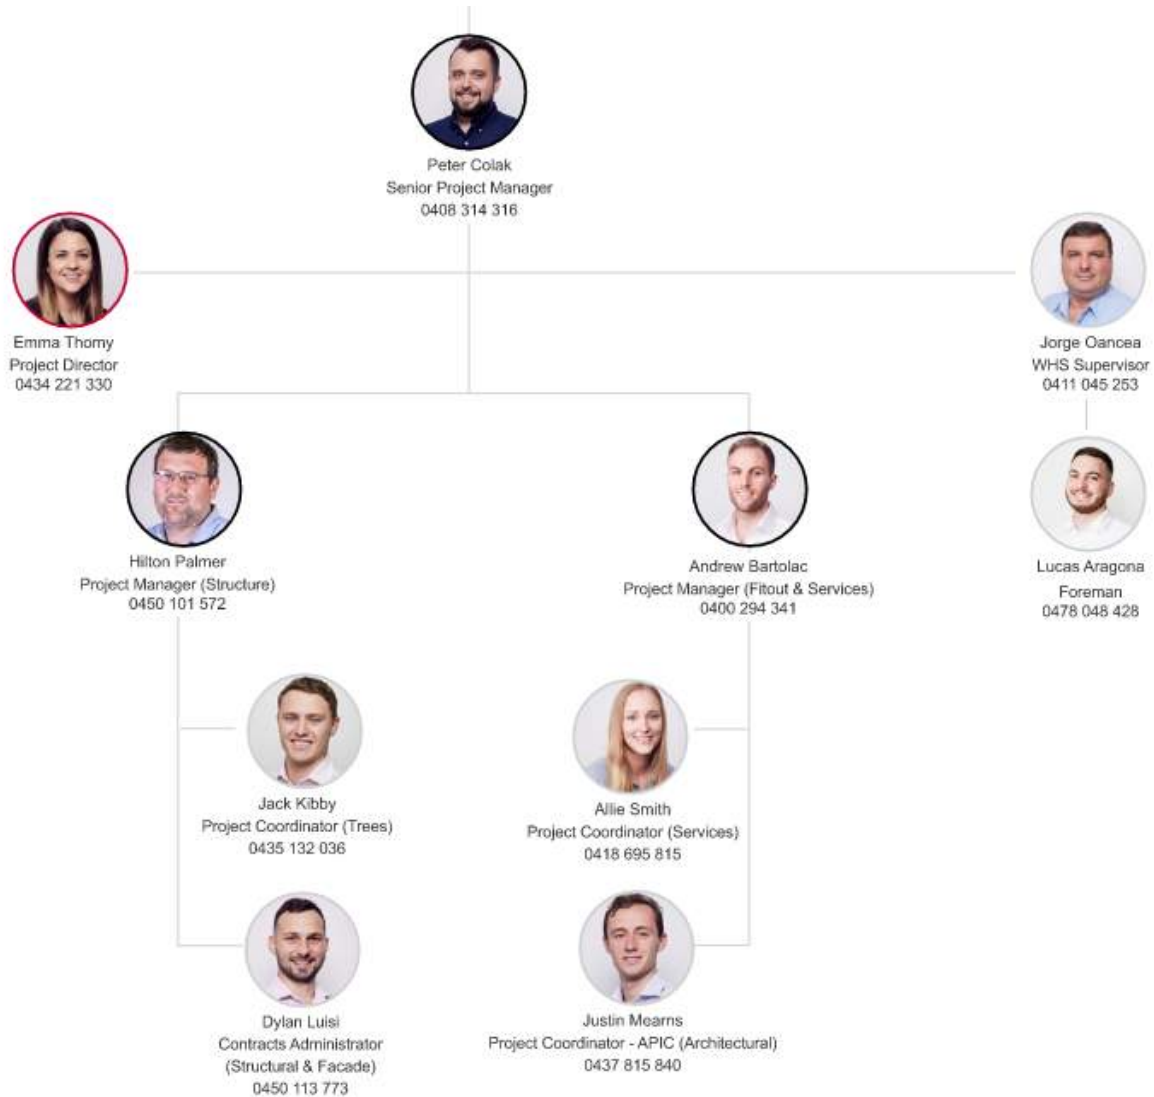 Peter Colak
Senior Project Manager
0408 314 316
Emma Thomy
Project Director
0434 221 330
Jorge Oancea
WHS Supervisor
0411 045 253
Hilton Palmer
Project Manager (Structure)
0450 101 572
Andrew Bartolac
Project Manager (Fitout & Services)
0400 294 341
Lucas Aragona
Foreman
0478 048 428
Jack Kibby
Project Coordinator (Trees)
0435 132 036
Allie Smith
Project Coordinator (Services)
0418 695 815
Dylan Luisi
Contracts Administrator
(Structural & Facade)
0450 113 773
Justin Mearns
Project Coordinator - APIC (Architectural)
0437 815 840